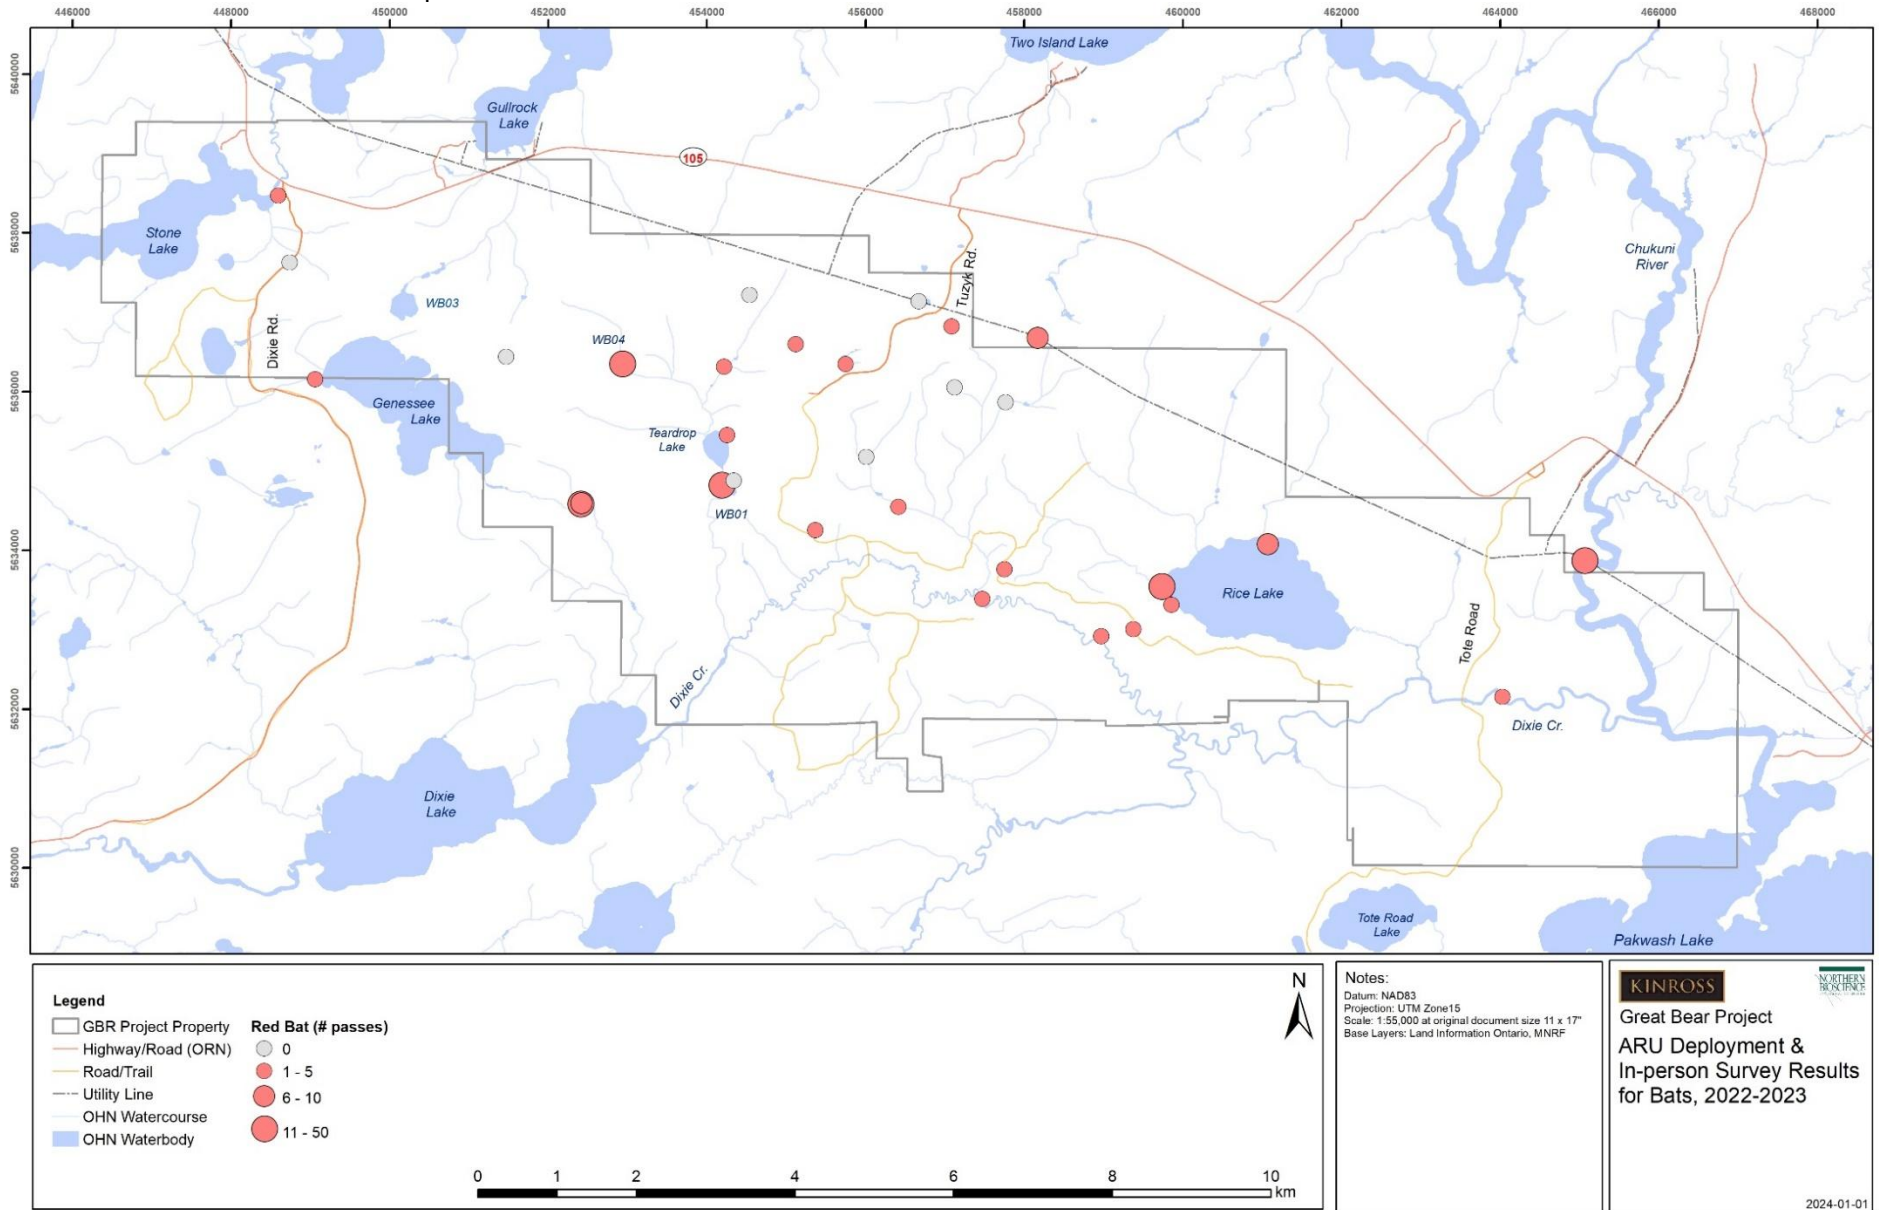 446000 448000 450000 452000 454000 456000 458000 460000 462000 464000 466000 468000
5640000
5638000
5636000
5634000
5632000
5630000
Two Island Lake
Gullrock
Lake
105
Stone
Lake
Chukuni
River
Tuzyk Rd.
WB03
Dixie Rd.
WB04
Genessee
Lake
Teardrop
Lake
WB01
Rice Lake
Tote Road
Dixie Cr.
Dixie Cr.
Dixie
Lake
Tote Road
Lake
Pakwash Lake
Legend
GBR Project Property
Highway/Road (ORN)
Road/Trail
Utility Line
OHN Watercourse
OHN Waterbody
Red Bat (# passes)
0
1 - 5
6 - 10
11 - 50
N
0 1 2 4 6 8 10
km
Notes:
Datum: NAD83
Projection: UTM Zone15
Scale: 1:55,000 at original document size 11 x 17"
Base Layers: Land Information Ontario, MNRF
KINROSS
NORTHERN
BIOSCIENCE
Great Bear Project
ARU Deployment &
In-person Survey Results
for Bats, 2022-2023
2024-01-01